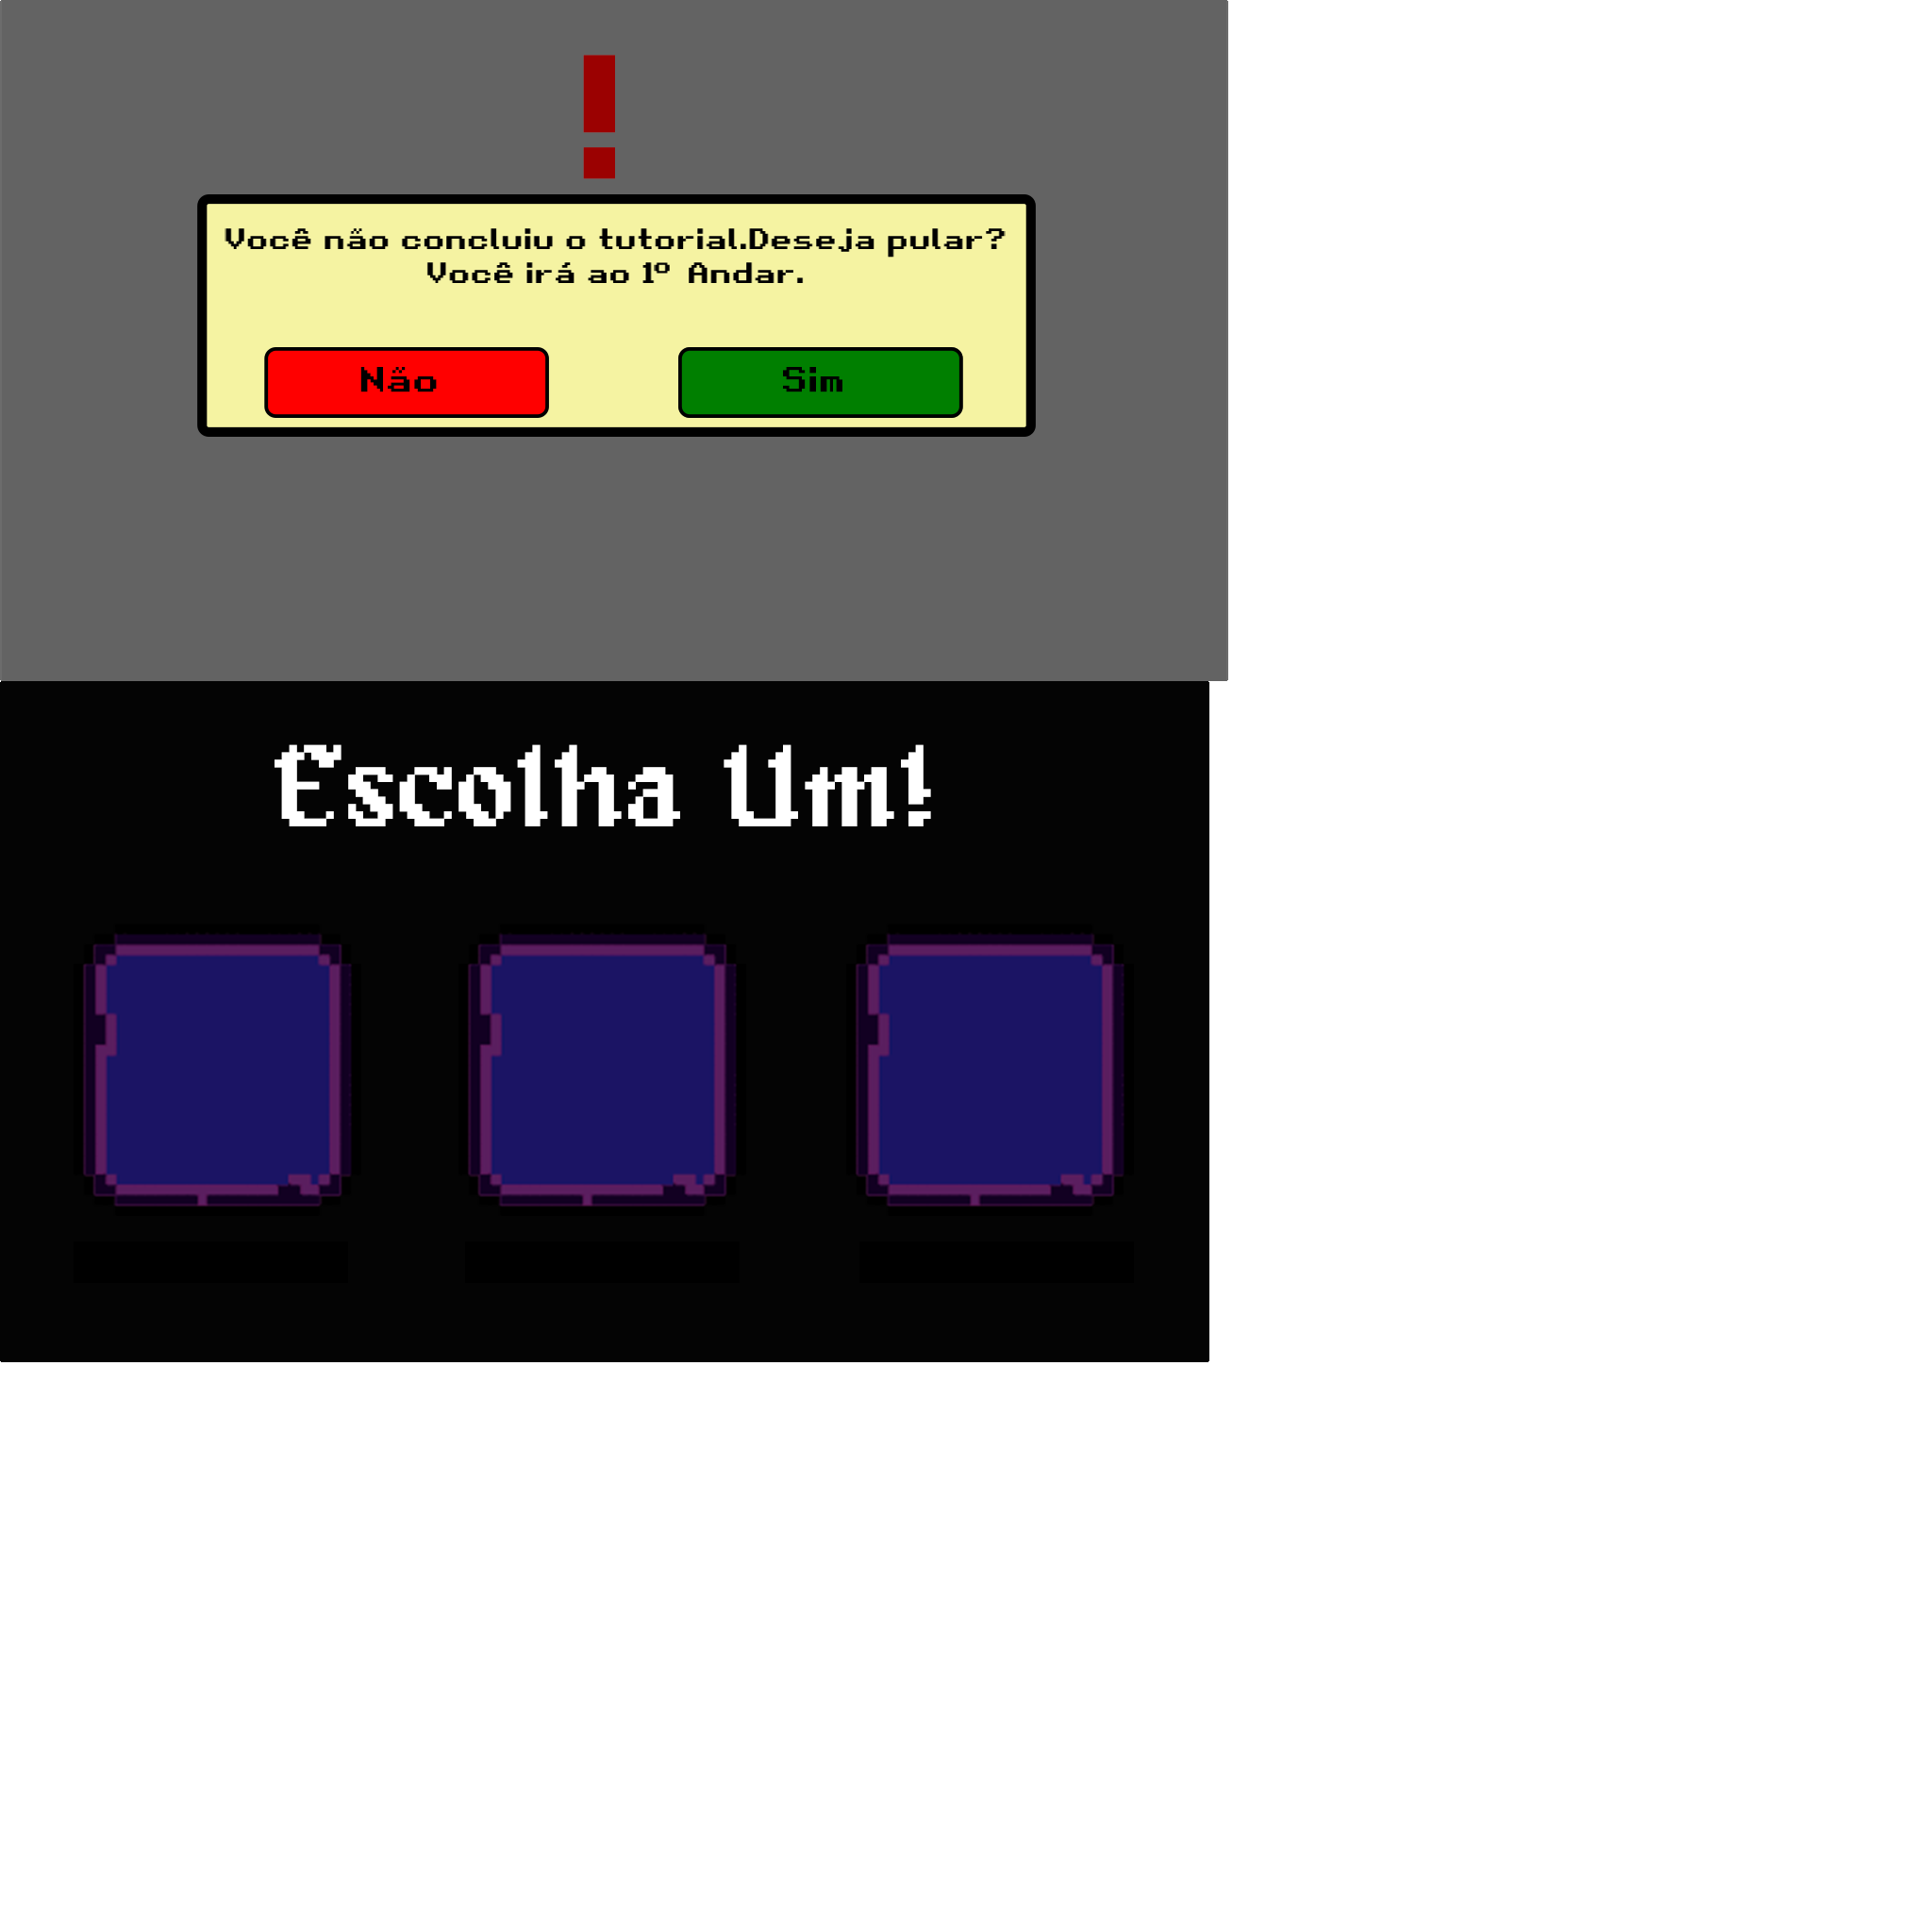 !
Você não concluiu o tutorial.Deseja pular?
Você irá ao 1º Andar.
Não Sim
Escolha Um!